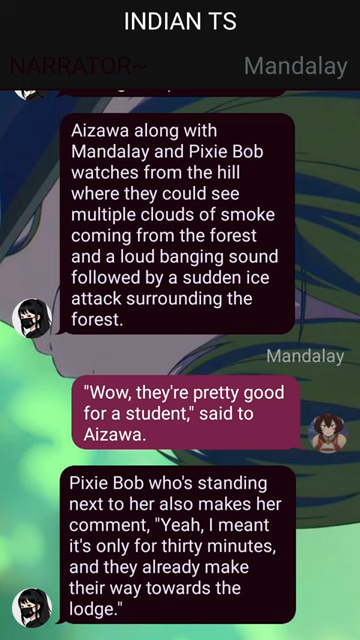 INDIAN TS
NARRATOR~
Mandalay
Aizawa along with
Mandalay and Pixie Bob
watches from the hill
where they could see
multiple clouds of smoke
coming from the forest
and a loud banging sound
followed by a sudden ice
attack surrounding the
forest.
Mandalay
"Wow, they're pretty good
for a student," said to
Aizawa.
Pixie Bob who's standing
next to her also makes her
comment, "Yeah, I meant
it's only for thirty minutes,
and they already make
their way towards the
lodge."